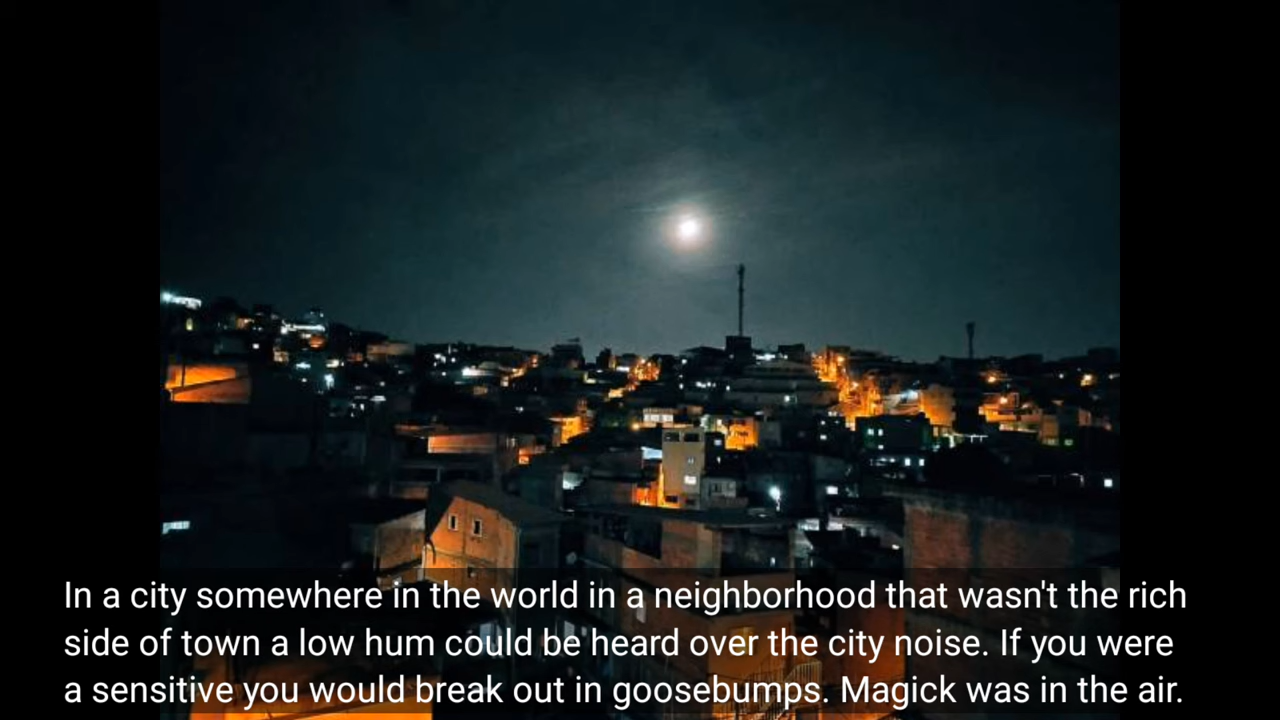 In a city somewhere in the world in a neighborhood that wasn't the rich
side of town a low hum could be heard over the city noise. If you were
a sensitive you would break out in goosebumps. Magick was in the air.